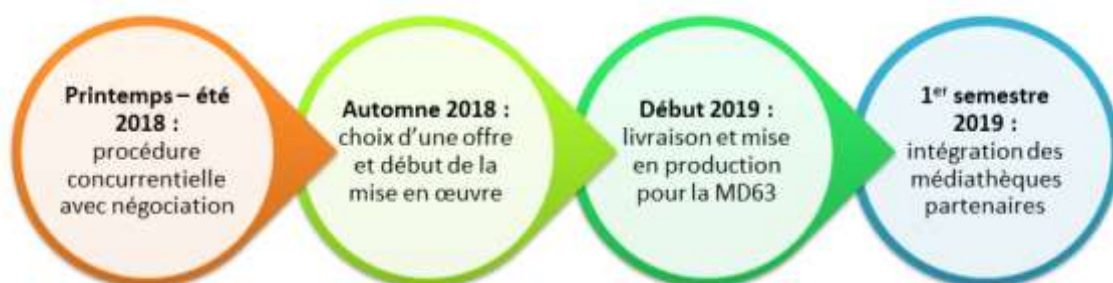 Printemps – été
2018 :
procédure
concurrentielle
avec négociation
Automne 2018 :
choix d'une offre
et début de la
mise en œuvre
Début 2019 :
livraison et mise
en production
pour la MD63
1er semestre
2019 :
intégration des
médiathèques
partenaires